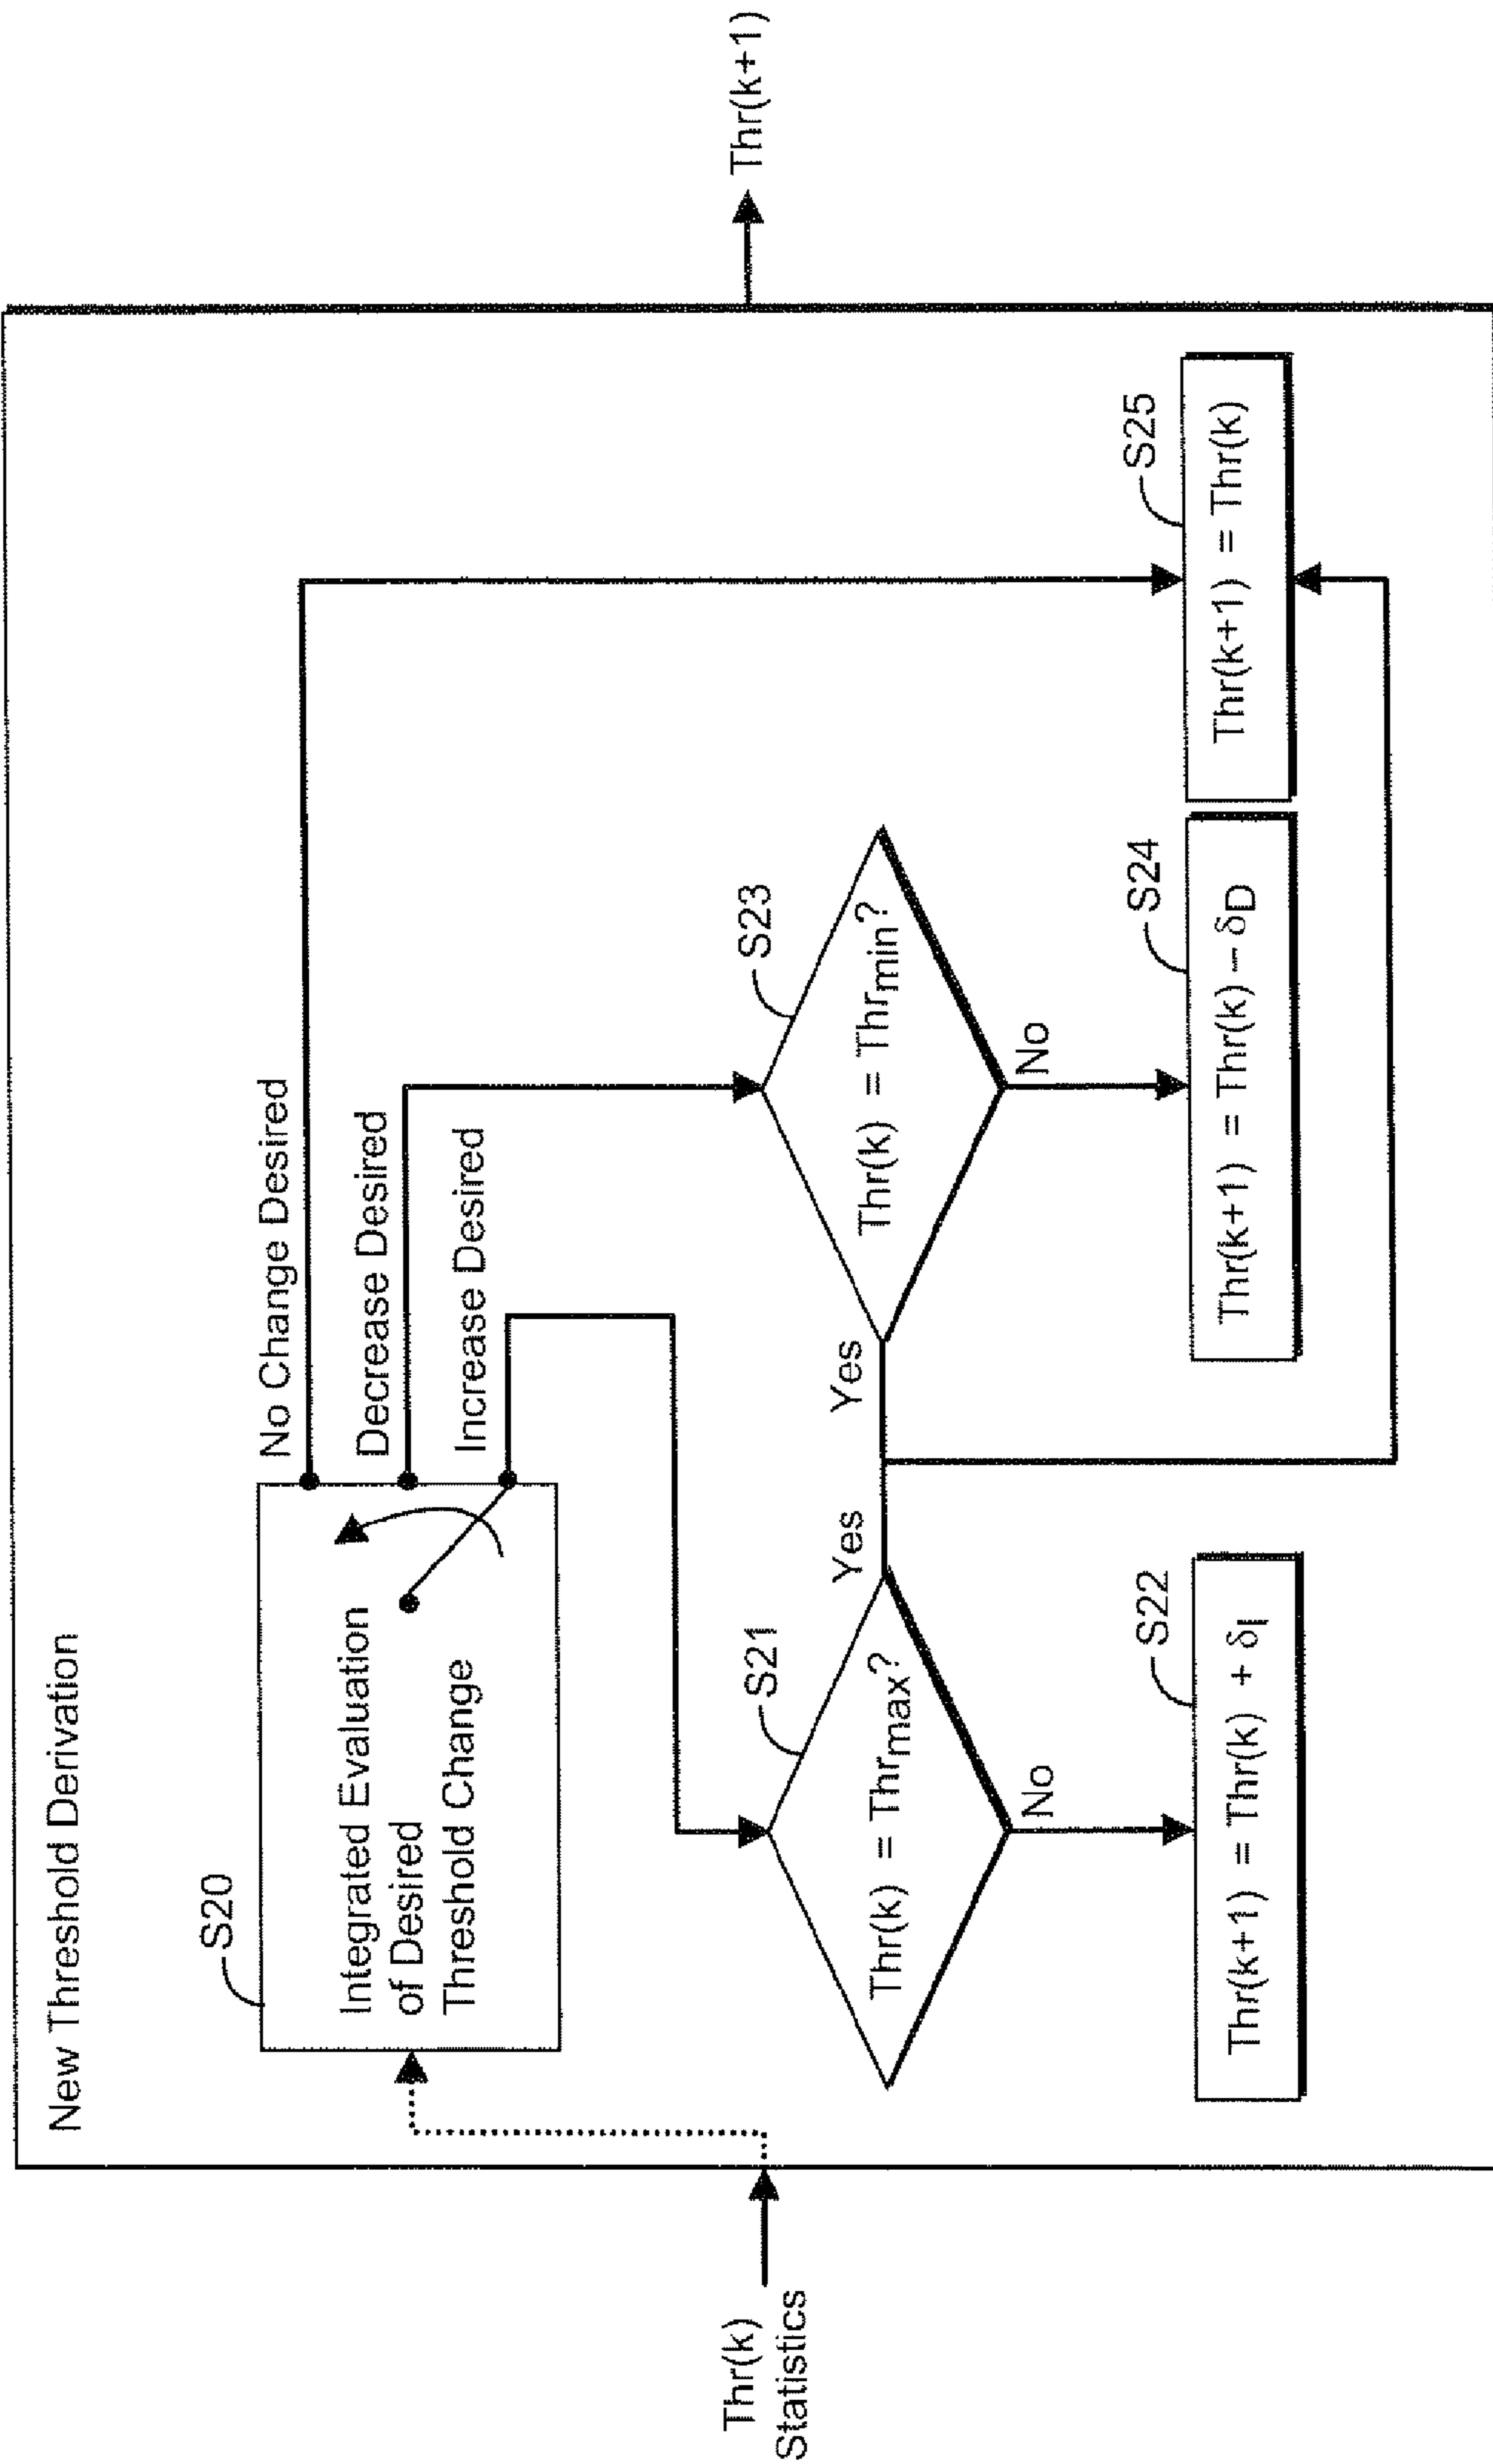 New Threshold Derivation
Thr(k)
Statistics
S20
Integrated Evaluation
of Desired
Threshold Change
No Change Desired
Decrease Desired
Increase Desired
S21
Thr(k) = Thrmax?
Yes
No
S22
Thr(k+1) = Thr(k) + δI
S23
Thr(k) = Thrmin?
Yes
No
S24
Thr(k+1) = Thr(k) – δD
S25
Thr(k+1) = Thr(k)
Thr(k+1)